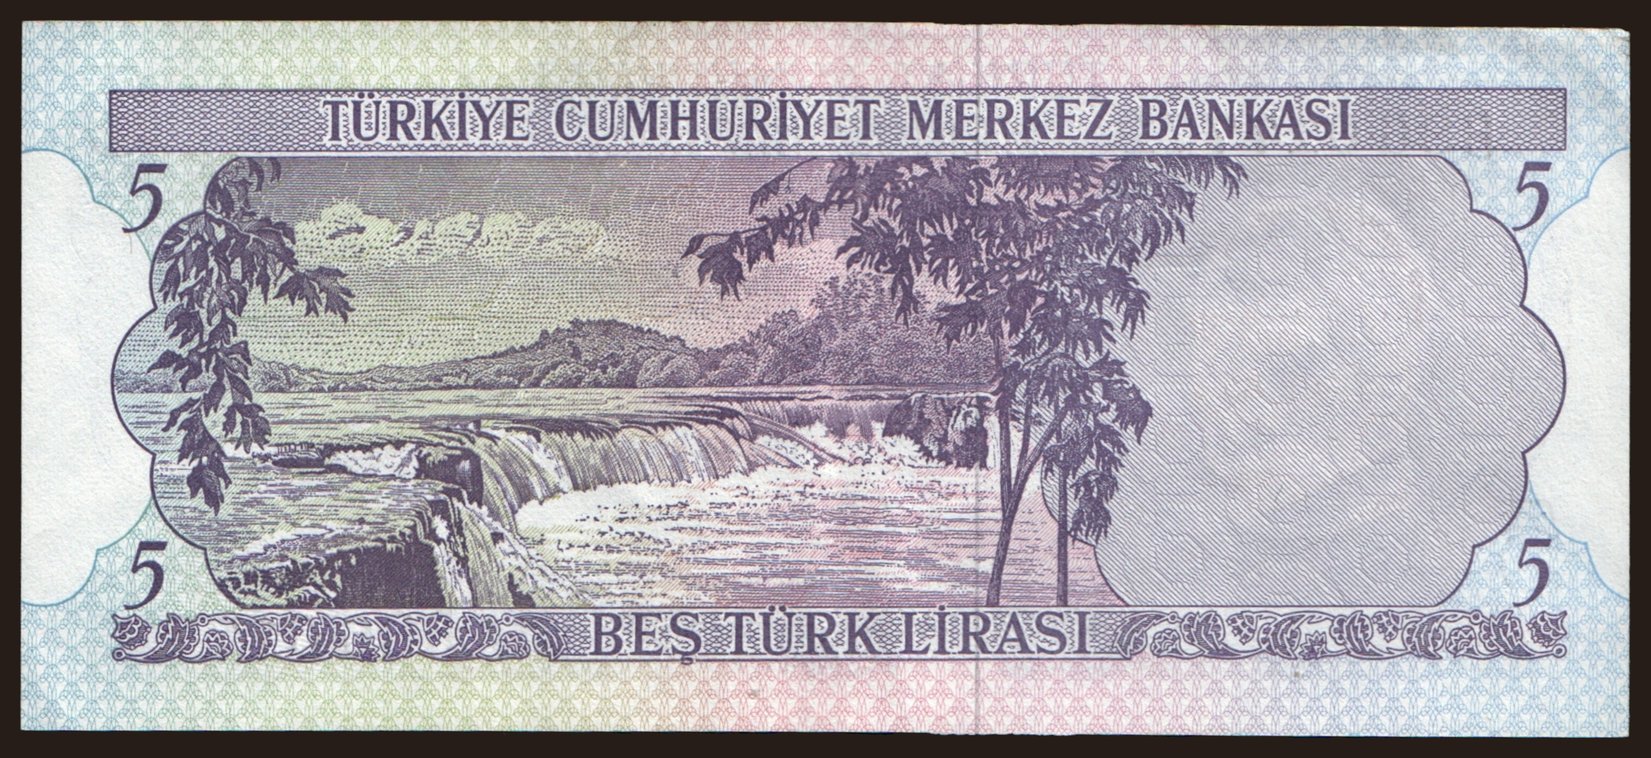 TÜRKİYE CUMHURİYET MERKEZ BANKASI
5 5
5 5
BEŞ TÜRK LİRASI